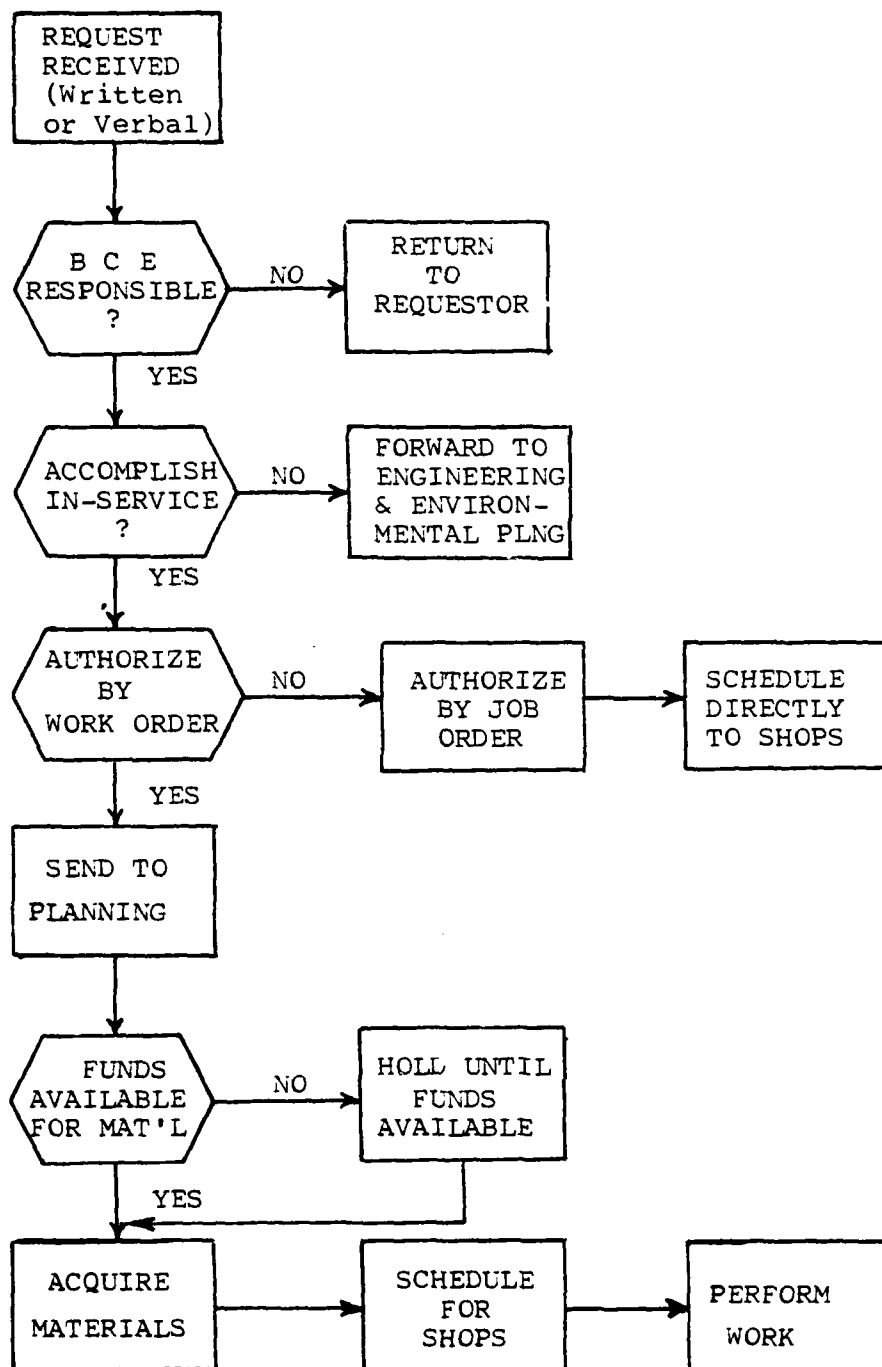 REQUEST
RECEIVED
(Written
or Verbal)
B C E
RESPONSIBLE
?
NO
RETURN
TO
REQUESTOR
YES
ACCOMPLISH
IN-SERVICE
?
NO
FORWARD TO
ENGINEERING
& ENVIRON-
MENTAL PLNG
YES
AUTHORIZE
BY
WORK ORDER
NO
AUTHORIZE
BY JOB
ORDER
SCHEDULE
DIRECTLY
TO SHOPS
YES
SEND TO
PLANNING
FUNDS
AVAILABLE
FOR MAT'L
NO
HOLL UNTIL
FUNDS
AVAILABLE
YES
ACQUIRE
MATERIALS
SCHEDULE
FOR
SHOPS
PERFORM
WORK